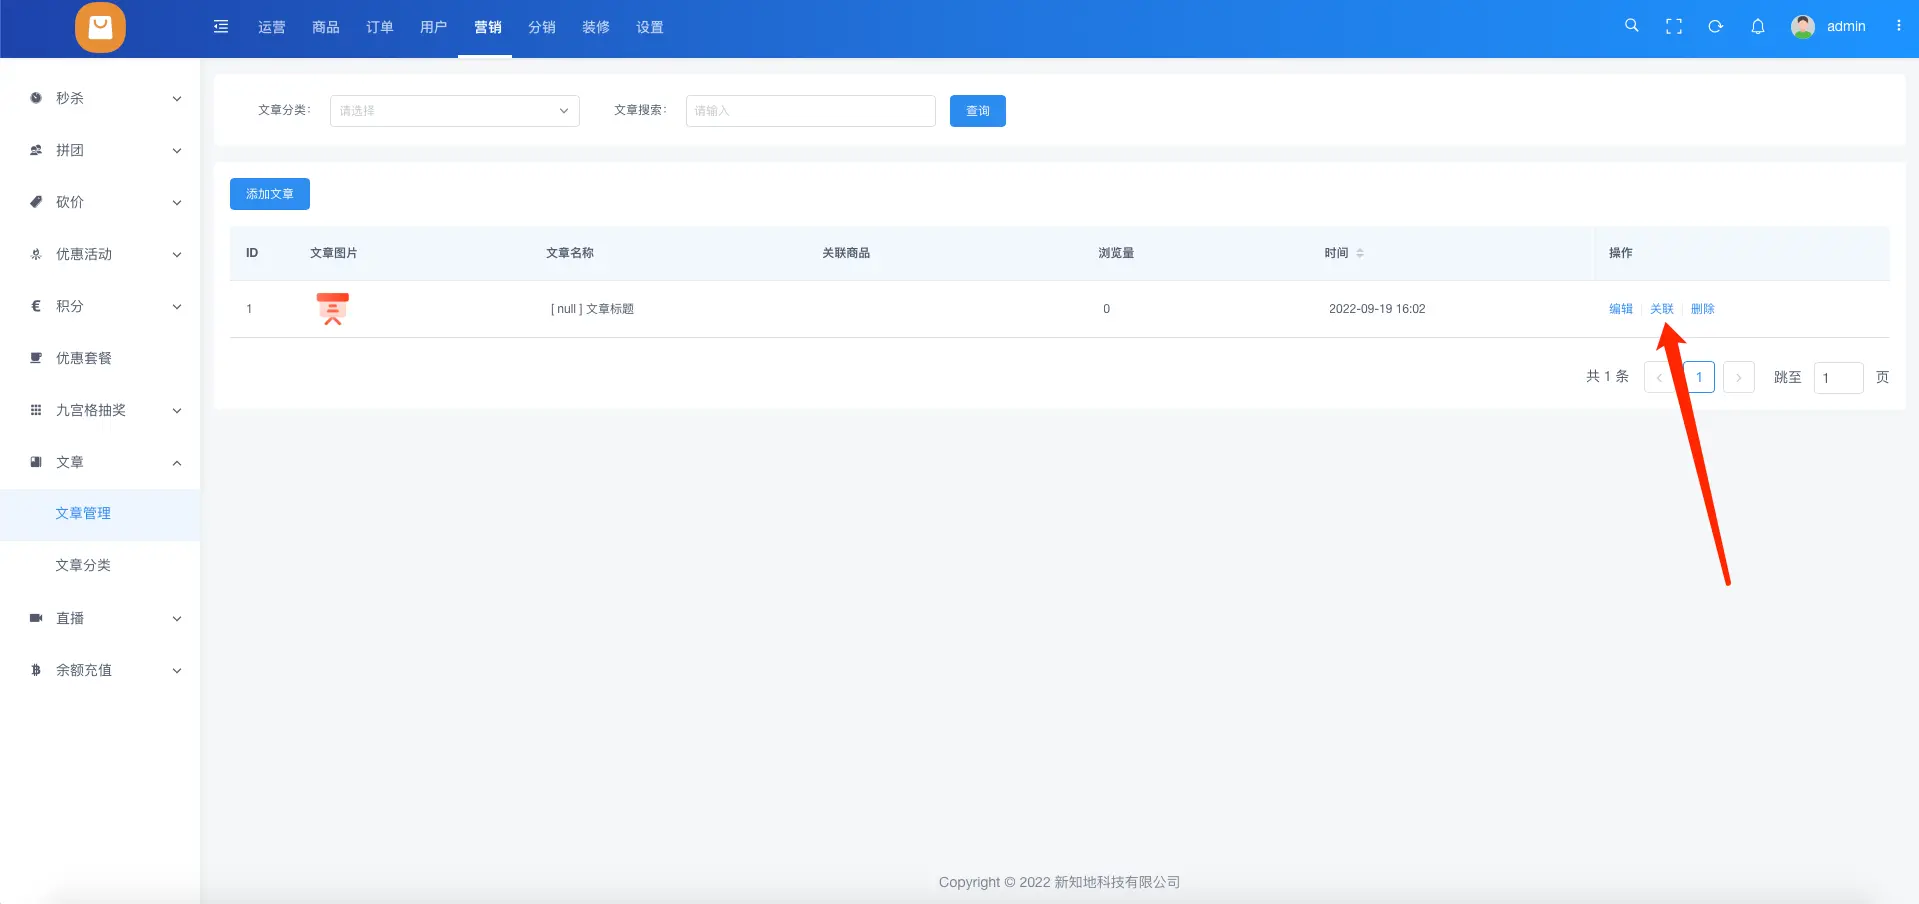 运营 商品 订单 用户 营销 分销 装修 设置 admin
秒杀
拼团
砍价
优惠活动
积分
优惠套餐
九宫格抽奖
文章
文章管理
文章分类
直播
余额充值
文章分类: 请选择 文章搜索: 请输入 查询
添加文章
ID 文章图片 文章名称 关联商品 浏览量 时间 操作
1 [ null ] 文章标题 0 2022-09-19 16:02 编辑 关联 删除
共 1 条 1 跳至 1 页
Copyright © 2022 新知地科技有限公司